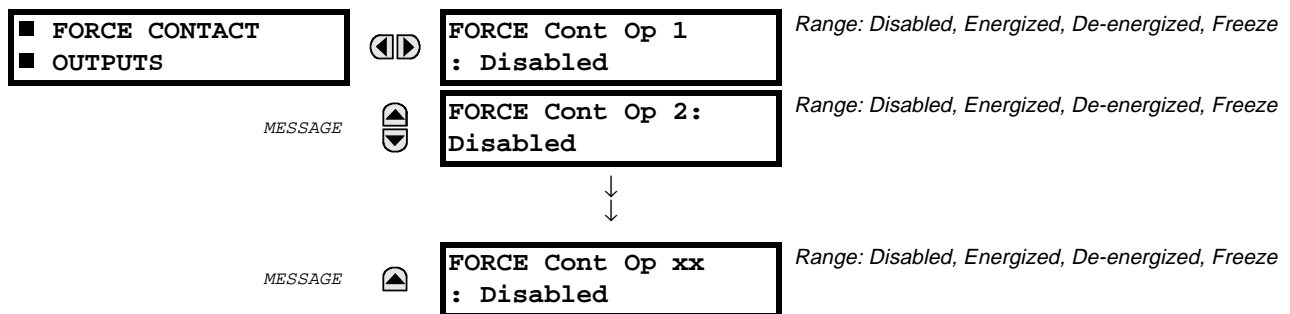 ■ FORCE CONTACT
■ OUTPUTS
FORCE Cont Op 1
: Disabled
Range: Disabled, Energized, De-energized, Freeze
MESSAGE
FORCE Cont Op 2:
Disabled
Range: Disabled, Energized, De-energized, Freeze
↓
↓
MESSAGE
FORCE Cont Op xx
: Disabled
Range: Disabled, Energized, De-energized, Freeze